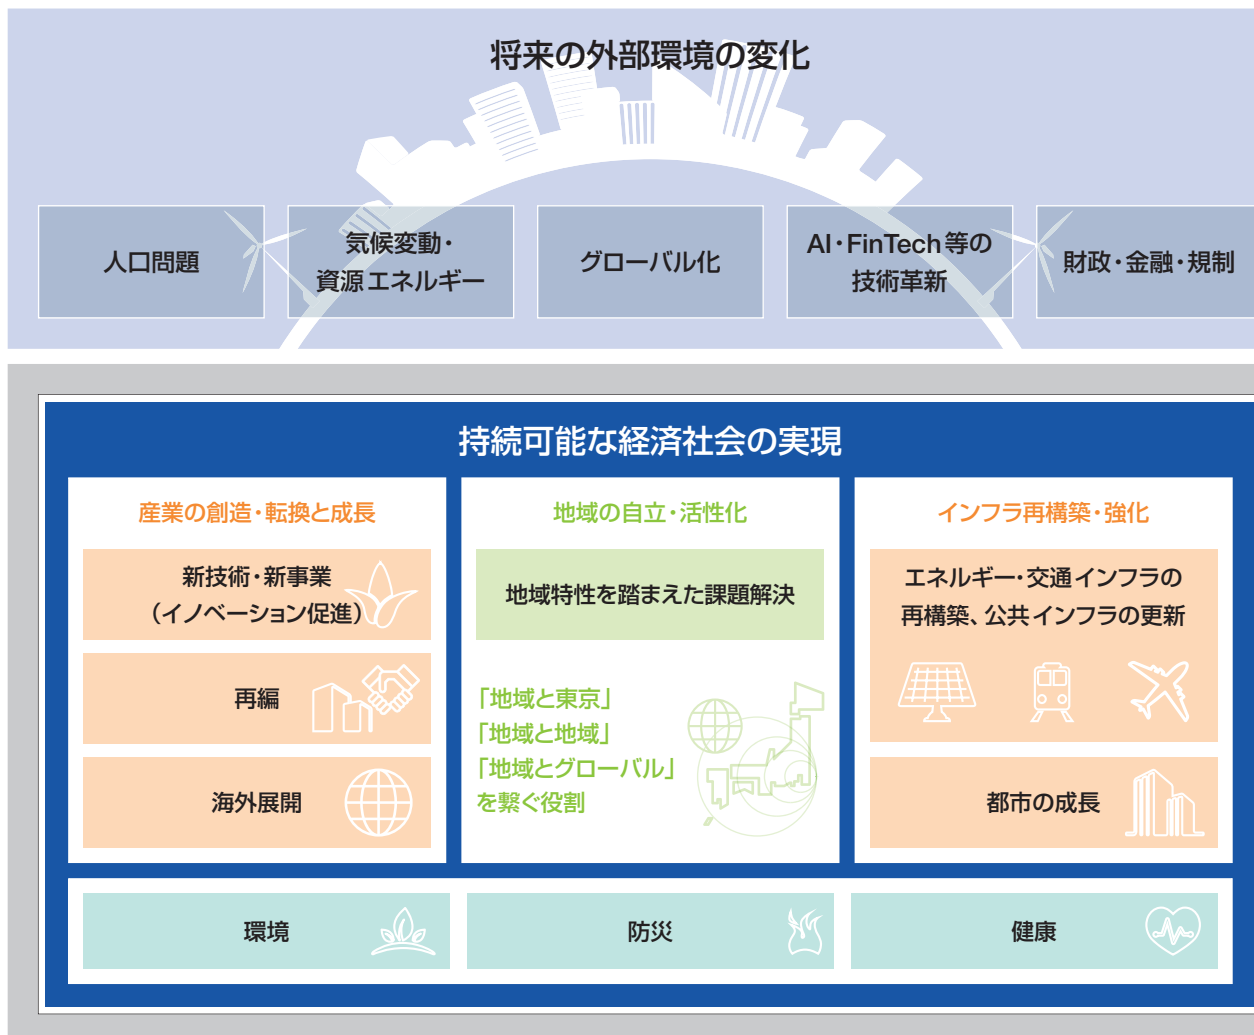 将来の外部環境の変化
人口問題
気候変動・
資源エネルギー
グローバル化
AI・FinTech等の
技術革新
財政・金融・規制
持続可能な経済社会の実現
産業の創造・転換と成長
新技術・新事業
（イノベーション促進）
再編
海外展開
地域の自立・活性化
地域特性を踏まえた課題解決
「地域と東京」
「地域と地域」
「地域とグローバル」
を繋ぐ役割
インフラ再構築・強化
エネルギー・交通インフラの
再構築、公共インフラの更新
都市の成長
環境
防災
健康